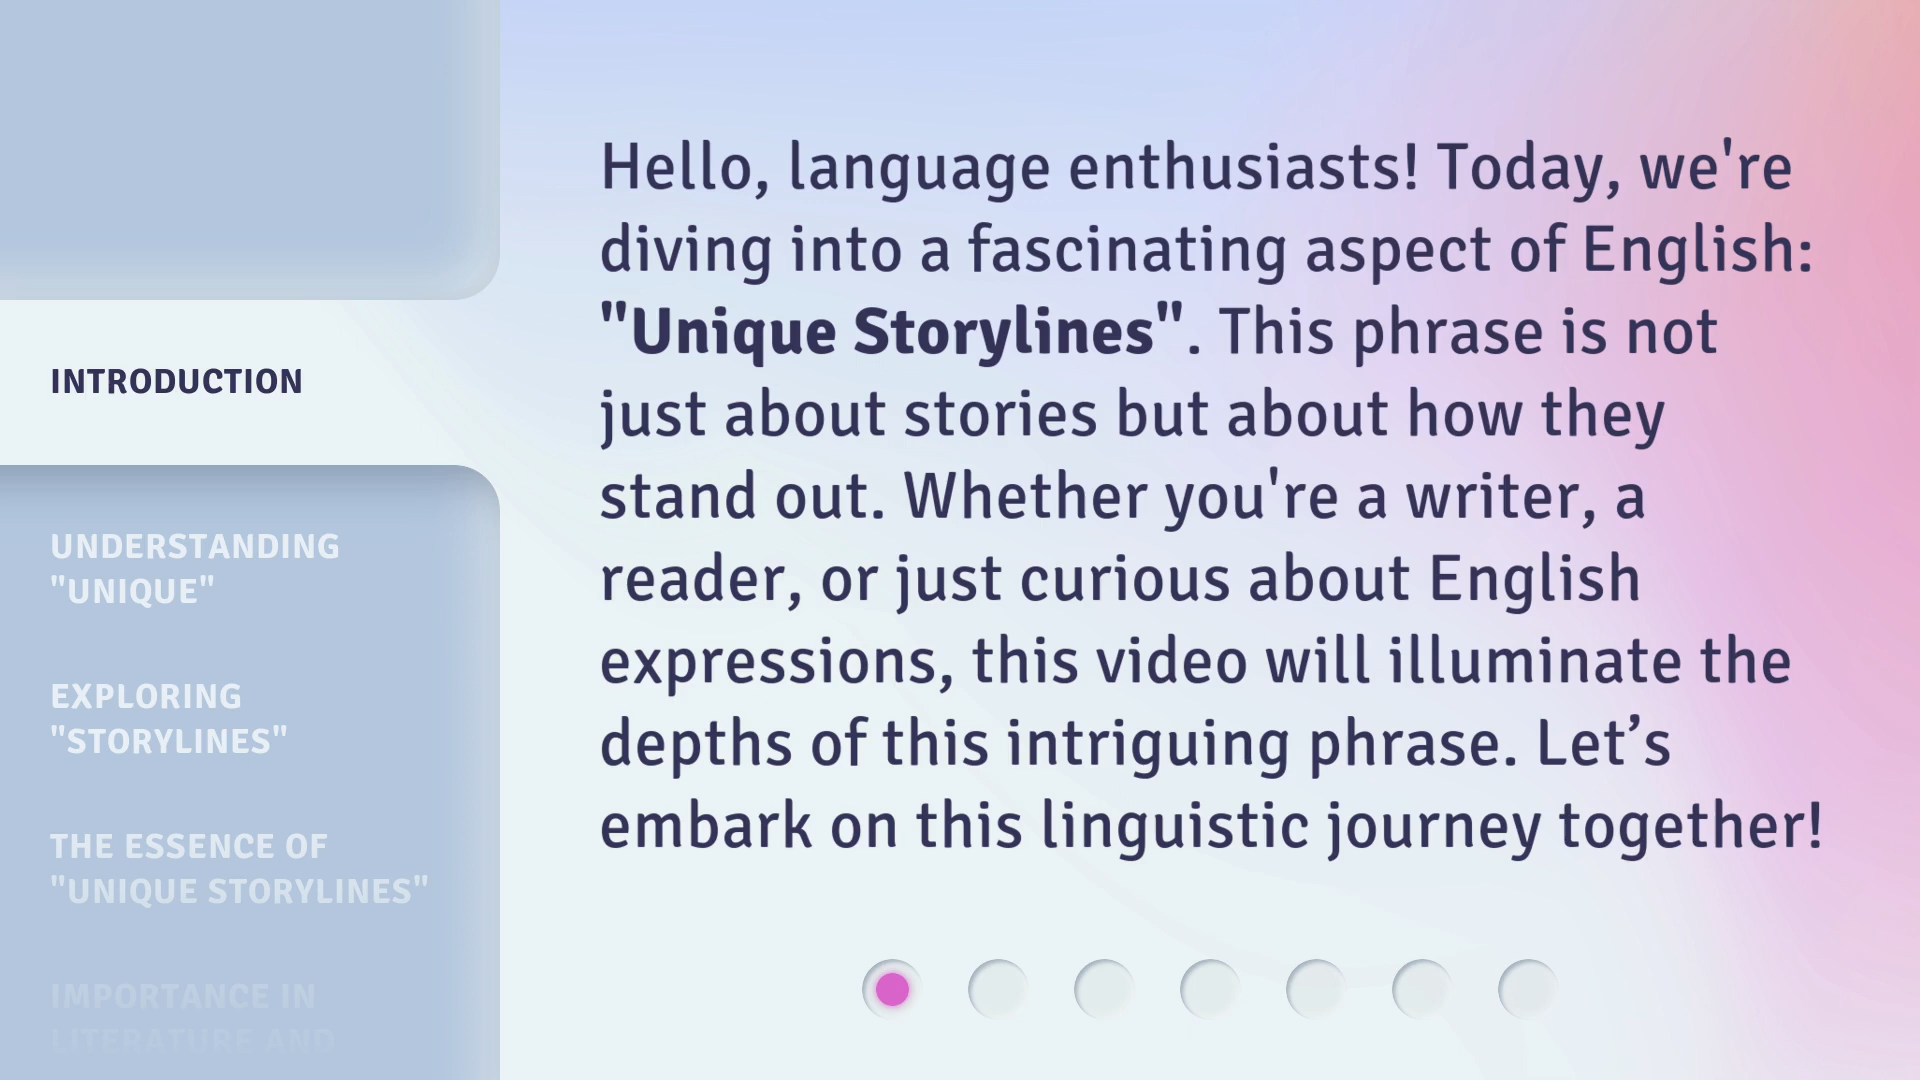 INTRODUCTION
UNDERSTANDING
"UNIQUE"
EXPLORING
"STORYLINES"
THE ESSENCE OF
"UNIQUE STORYLINES"
IMPORTANCE IN
LITERATURE AND
Hello, language enthusiasts! Today, we're
diving into a fascinating aspect of English:
"Unique Storylines". This phrase is not
just about stories but about how they
stand out. Whether you're a writer, a
reader, or just curious about English
expressions, this video will illuminate the
depths of this intriguing phrase. Let’s
embark on this linguistic journey together!